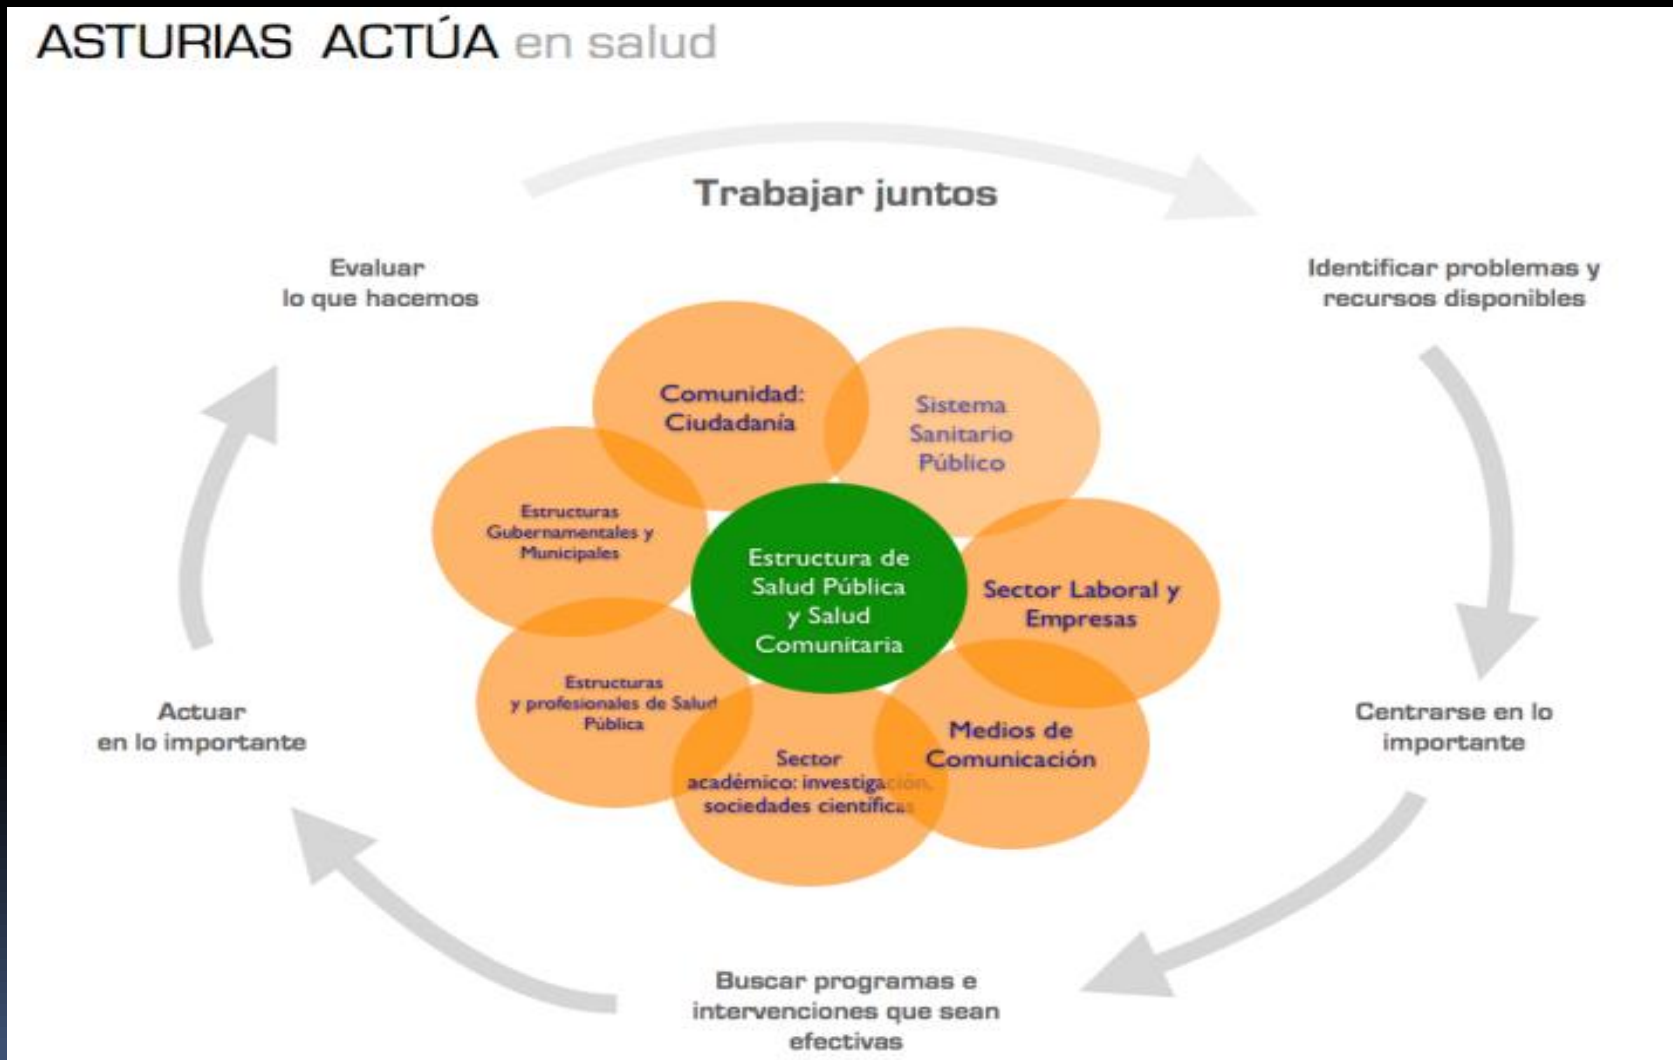 ASTURIAS ACTÚA en salud
Trabajar juntos
Evaluar
lo que hacemos
Identificar problemas y
recursos disponibles
Comunidad:
Ciudadanía
Sistema
Sanitario
Público
Estructuras
Gubernamentales y
Municipales
Estructura de
Salud Pública
y Salud
Comunitaria
Sector Laboral y
Empresas
Estructuras
y profesionales de Salud
Pública
Medios de
Comunicación
Sector
académico: investigación,
sociedades científicas
Actuar
en lo importante
Centrarse en lo
importante
Buscar programas e
intervenciones que sean
efectivas